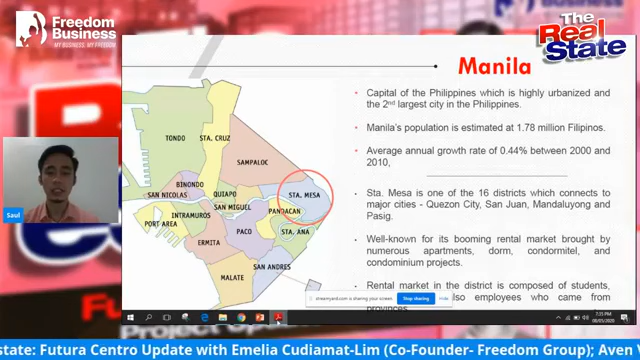 Freedom
Business
MY BUSINESS. MY FREEDOM
The
Real
State
Manila
• Capital of the Philippines which is highly urbanized and
the 2nd largest city in the Philippines.
• Manila's population is estimated at 1.78 million Filipinos.
• Average annual growth rate of 0.44% between 2000 and
2010,
• Sta. Mesa is one of the 16 districts which connects to
major cities - Quezon City, San Juan, Mandaluyong and
Pasig.
• Well-known for its booming rental market brought by
numerous apartments, dorm, condormitel, and
condominium projects.
• Rental market in the district is composed of students,
also employees who came from
provinces.
TONDO
STA. CRUZ
SAMPALOC
BINONDO
SAN NICOLAS
QUIAPO
STA. MESA
SAN MIGUEL
PANDACAN
INTRAMUROS
PORT AREA
PACO
STA. ANA
ERMITA
SAN ANDRES
MALATE
Saul
streamyard.com is sharing your screen.
Stop sharing
Hide
7:35 PM
state: Futura Centro Update with Emelia Cudiamat-Lim (Co-Founder- Freedom Group); Aven